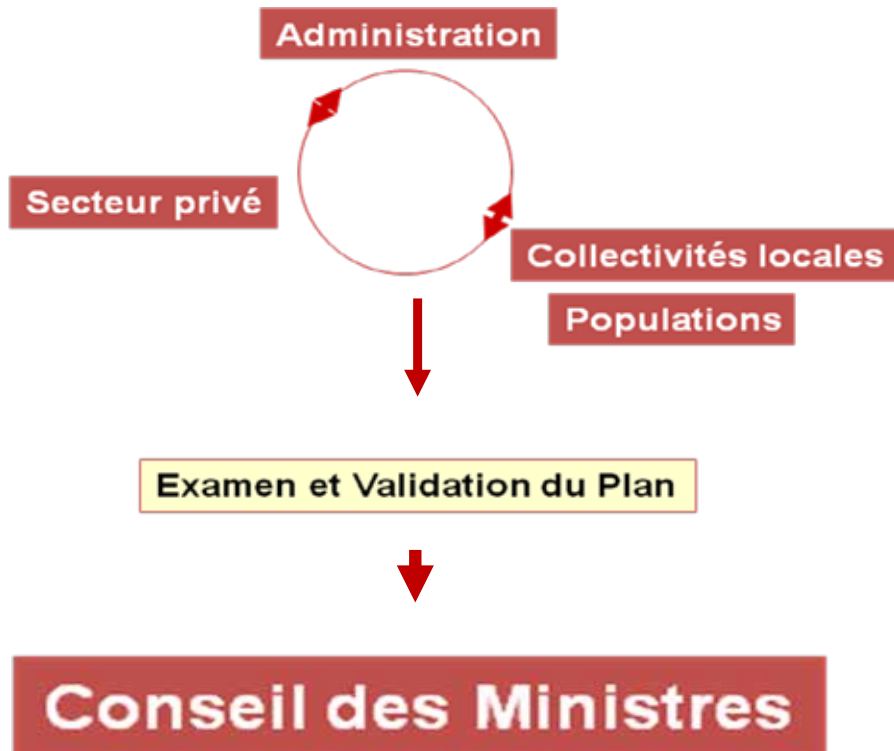 Administration
Secteur privé
Collectivités locales
Populations
Examen et Validation du Plan
Conseil des Ministres